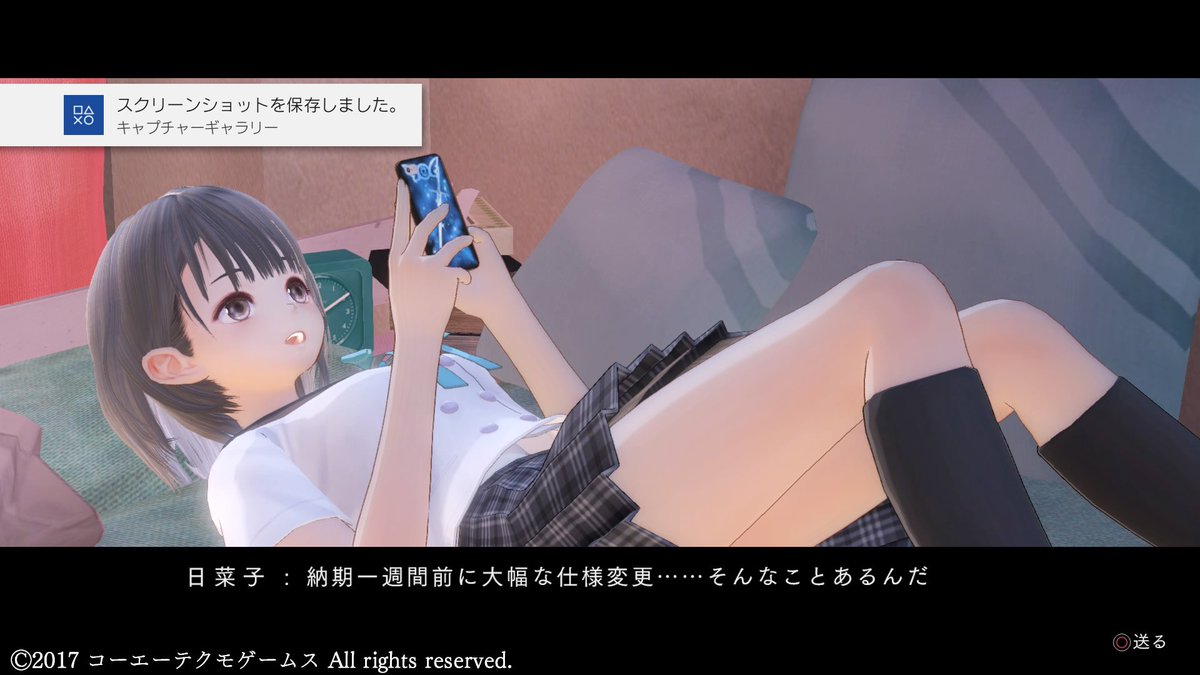 スクリーンショットを保存しました。
キャプチャーギャラリー
日菜子 : 納期一週間前に大幅な仕様変更……そんなことあるんだ
◎送る
©2017 コーエーテクモゲームス All rights reserved.